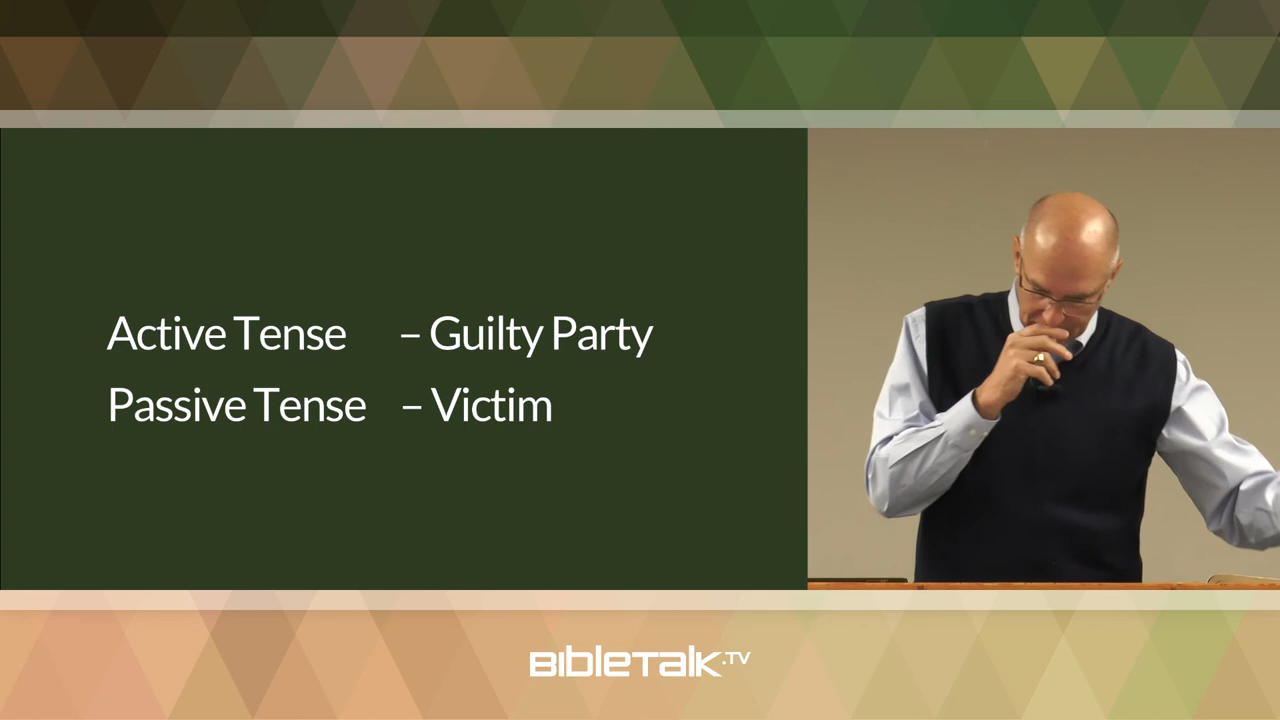 Active Tense – Guilty Party
Passive Tense – Victim
BibleTalk.TV